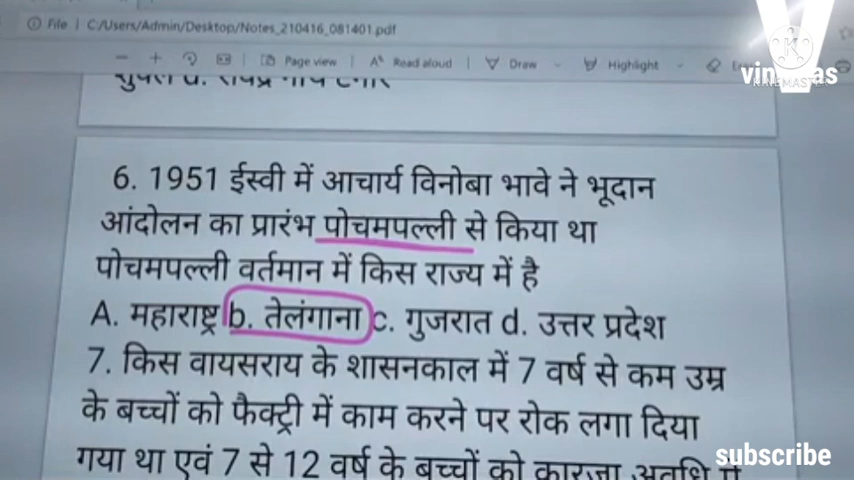 File | C:/Users/Admin/Desktop/Notes_210416_081401.pdf
Page view | Read aloud | Draw Highlight
KINEMASTER
6. 1951 ईस्वी में आचार्य विनोबा भावे ने भूदान
आंदोलन का प्रारंभ पोचमपल्ली से किया था
पोचमपल्ली वर्तमान में किस राज्य में है
A. महाराष्ट्र b. तेलंगाना c. गुजरात d. उत्तर प्रदेश
7. किस वायसराय के शासनकाल में 7 वर्ष से कम उम्र
के बच्चों को फैक्ट्री में काम करने पर रोक लगा दिया
गया था एवं 7 से 12 वर्ष के बच्चों को
subscribe